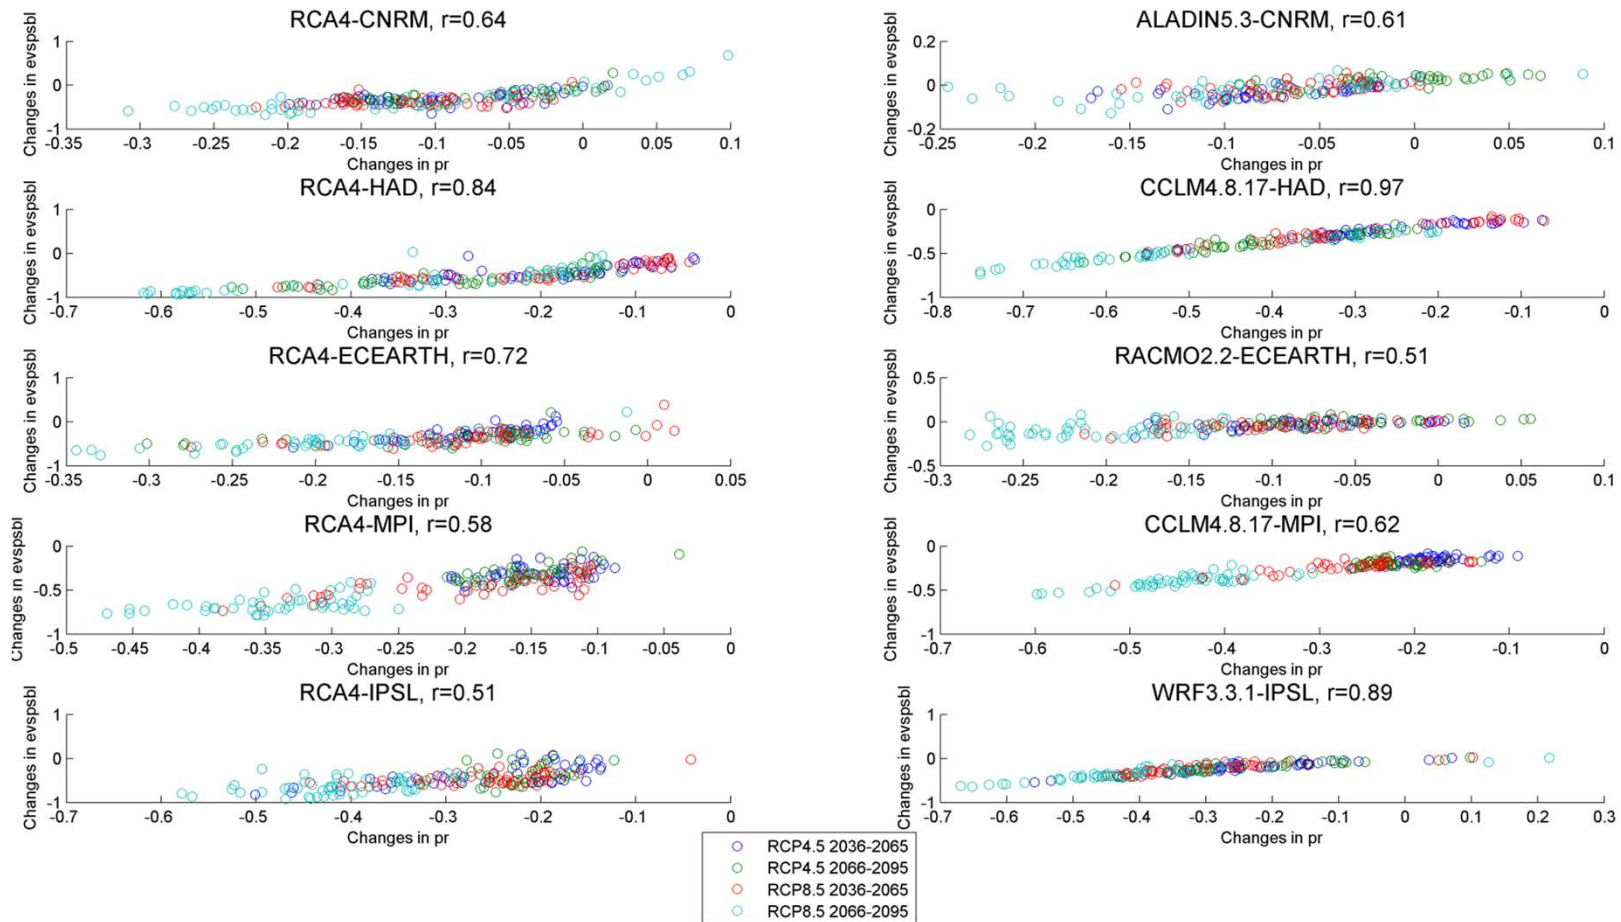 RCA4-CNRM, r=0.64
Changes in evspsbl
1
0
-1
-0.35 -0.3 -0.25 -0.2 -0.15 -0.1 -0.05 0 0.05 0.1
Changes in pr
ALADIN5.3-CNRM, r=0.61
Changes in evspsbl
0.2
0
-0.2
-0.25 -0.2 -0.15 -0.1 -0.05 0 0.05 0.1
Changes in pr
RCA4-HAD, r=0.84
Changes in evspsbl
1
0
-1
-0.7 -0.6 -0.5 -0.4 -0.3 -0.2 -0.1 0
Changes in pr
CCLM4.8.17-HAD, r=0.97
Changes in evspsbl
0
-0.5
-1
-0.8 -0.7 -0.6 -0.5 -0.4 -0.3 -0.2 -0.1 0
Changes in pr
RCA4-ECEARTH, r=0.72
Changes in evspsbl
1
0
-1
-0.35 -0.3 -0.25 -0.2 -0.15 -0.1 -0.05 0 0.05
Changes in pr
RACMO2.2-ECEARTH, r=0.51
Changes in evspsbl
0.5
0
-0.5
-0.3 -0.25 -0.2 -0.15 -0.1 -0.05 0 0.05 0.1
Changes in pr
RCA4-MPI, r=0.58
Changes in evspsbl
0
-0.5
-1
-0.5 -0.45 -0.4 -0.35 -0.3 -0.25 -0.2 -0.15 -0.1 -0.05 0
Changes in pr
CCLM4.8.17-MPI, r=0.62
Changes in evspsbl
0
-0.5
-1
-0.7 -0.6 -0.5 -0.4 -0.3 -0.2 -0.1 0
Changes in pr
RCA4-IPSL, r=0.51
Changes in evspsbl
1
0
-1
-0.7 -0.6 -0.5 -0.4 -0.3 -0.2 -0.1 0
Changes in pr
WRF3.3.1-IPSL, r=0.89
Changes in evspsbl
1
0
-1
-0.7 -0.6 -0.5 -0.4 -0.3 -0.2 -0.1 0 0.1 0.2 0.3
Changes in pr
RCP4.5 2036-2065
RCP4.5 2066-2095
RCP8.5 2036-2065
RCP8.5 2066-2095